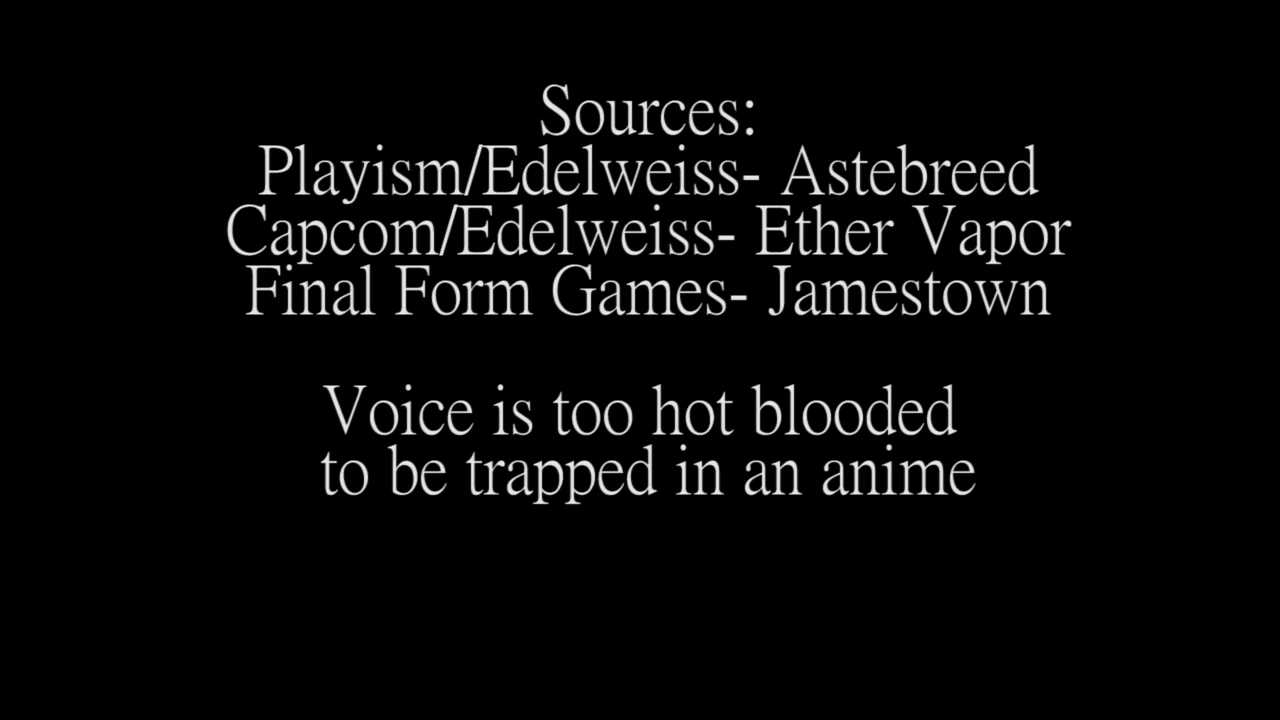 Sources:
Playism/Edelweiss- Astebreed
Capcom/Edelweiss- Ether Vapor
Final Form Games- Jamestown
Voice is too hot blooded
to be trapped in an anime